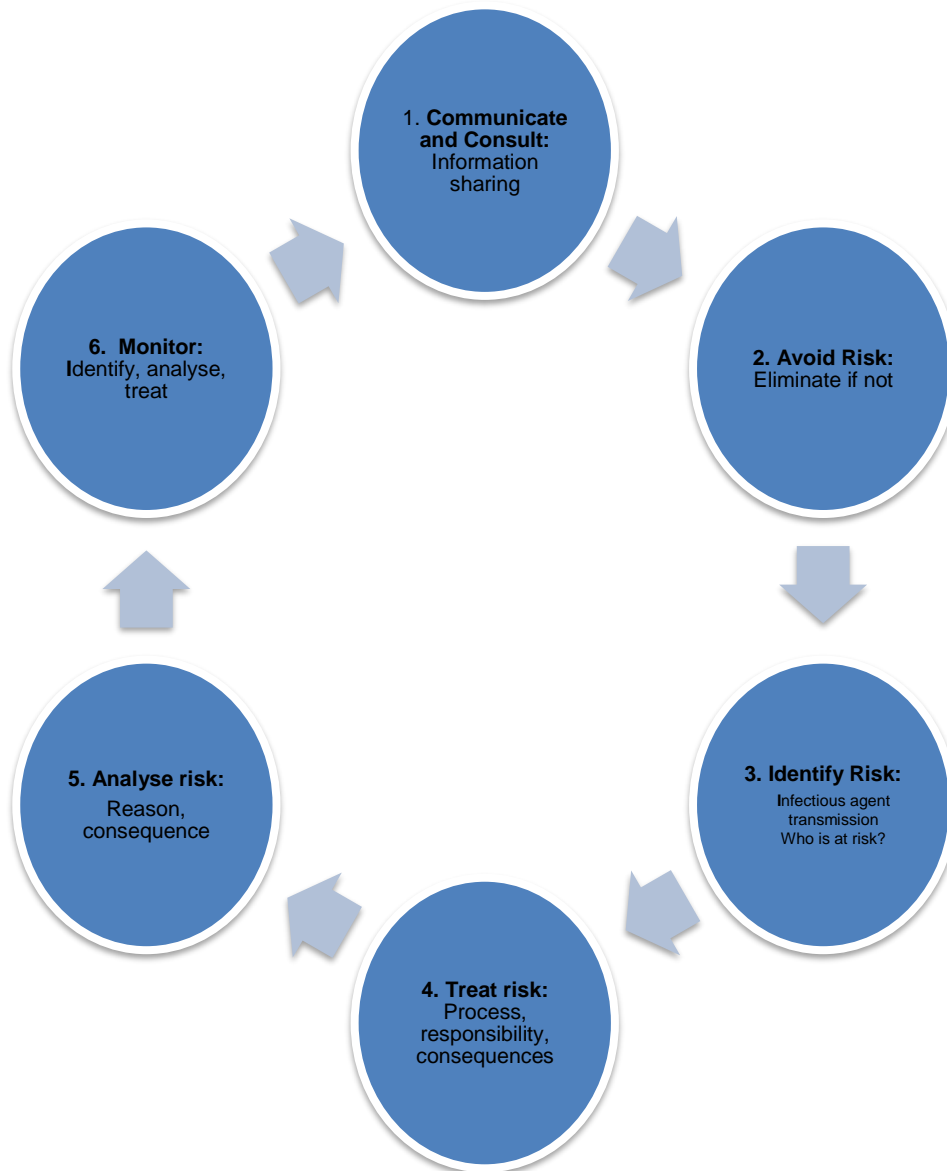 1. Communicate
and Consult:
Information
sharing
2. Avoid Risk:
Eliminate if not
3. Identify Risk:
Infectious agent
transmission
Who is at risk?
4. Treat risk:
Process,
responsibility,
consequences
5. Analyse risk:
Reason,
consequence
6. Monitor:
Identify, analyse,
treat